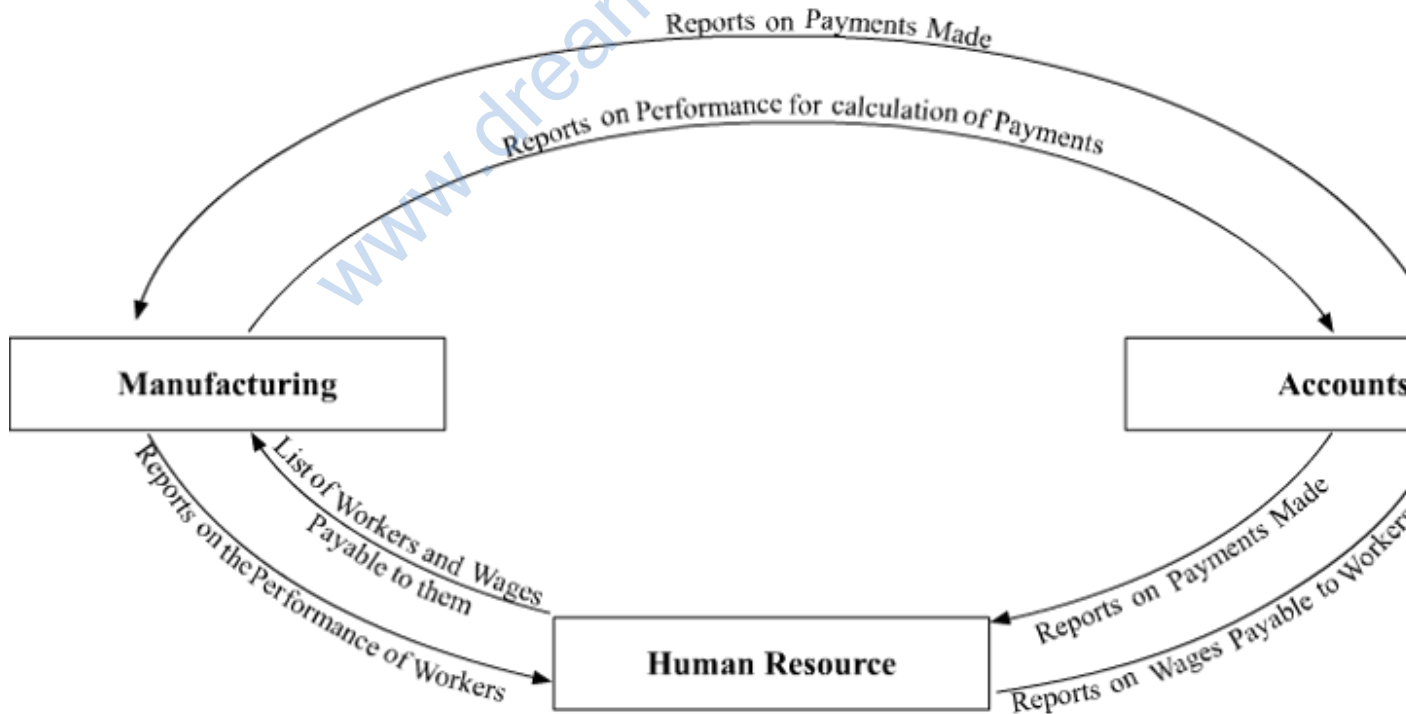 Reports on Payments Made
Reports on Performance for calculation of Payments
www.drean
Manufacturing
Accounts
Reports on the Performance of Workers
List of Workers and Wages
Payable to them
Reports on Payments Made
Reports on Wages Payable to Workers
Human Resource